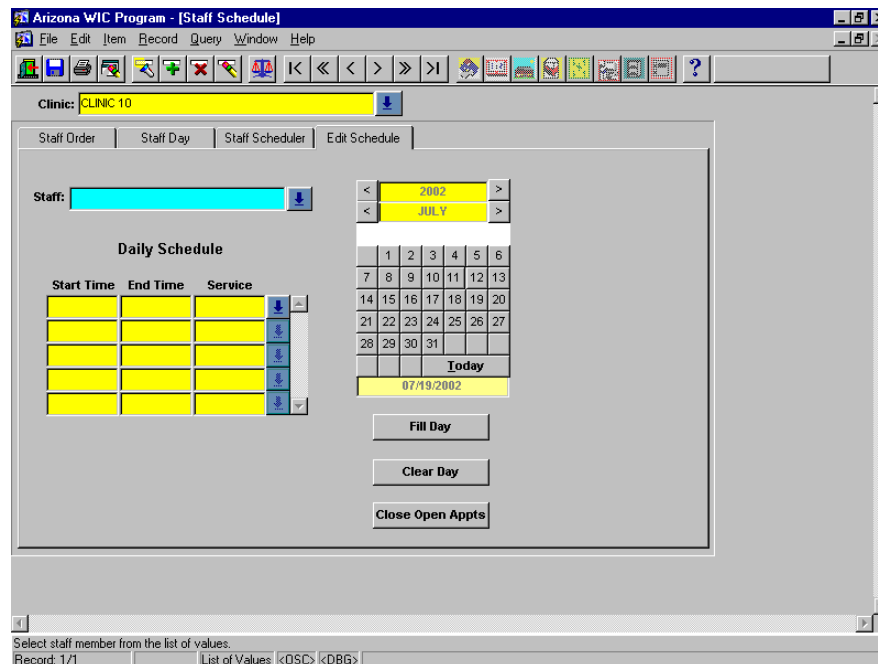 Arizona WIC Program - [Staff Schedule]
File Edit Item Record Query Window Help
Clinic: CLINIC 10
Staff Order Staff Day Staff Scheduler Edit Schedule
Staff:
< 2002 >
< JULY >
Daily Schedule
Start Time End Time Service
1 2 3 4 5 6
7 8 9 10 11 12 13
14 15 16 17 18 19 20
21 22 23 24 25 26 27
28 29 30 31
Today
07/19/2002
Fill Day
Clear Day
Close Open Appts
Select staff member from the list of values.
Record: 1/1 List of Values <OSC> <DBG>